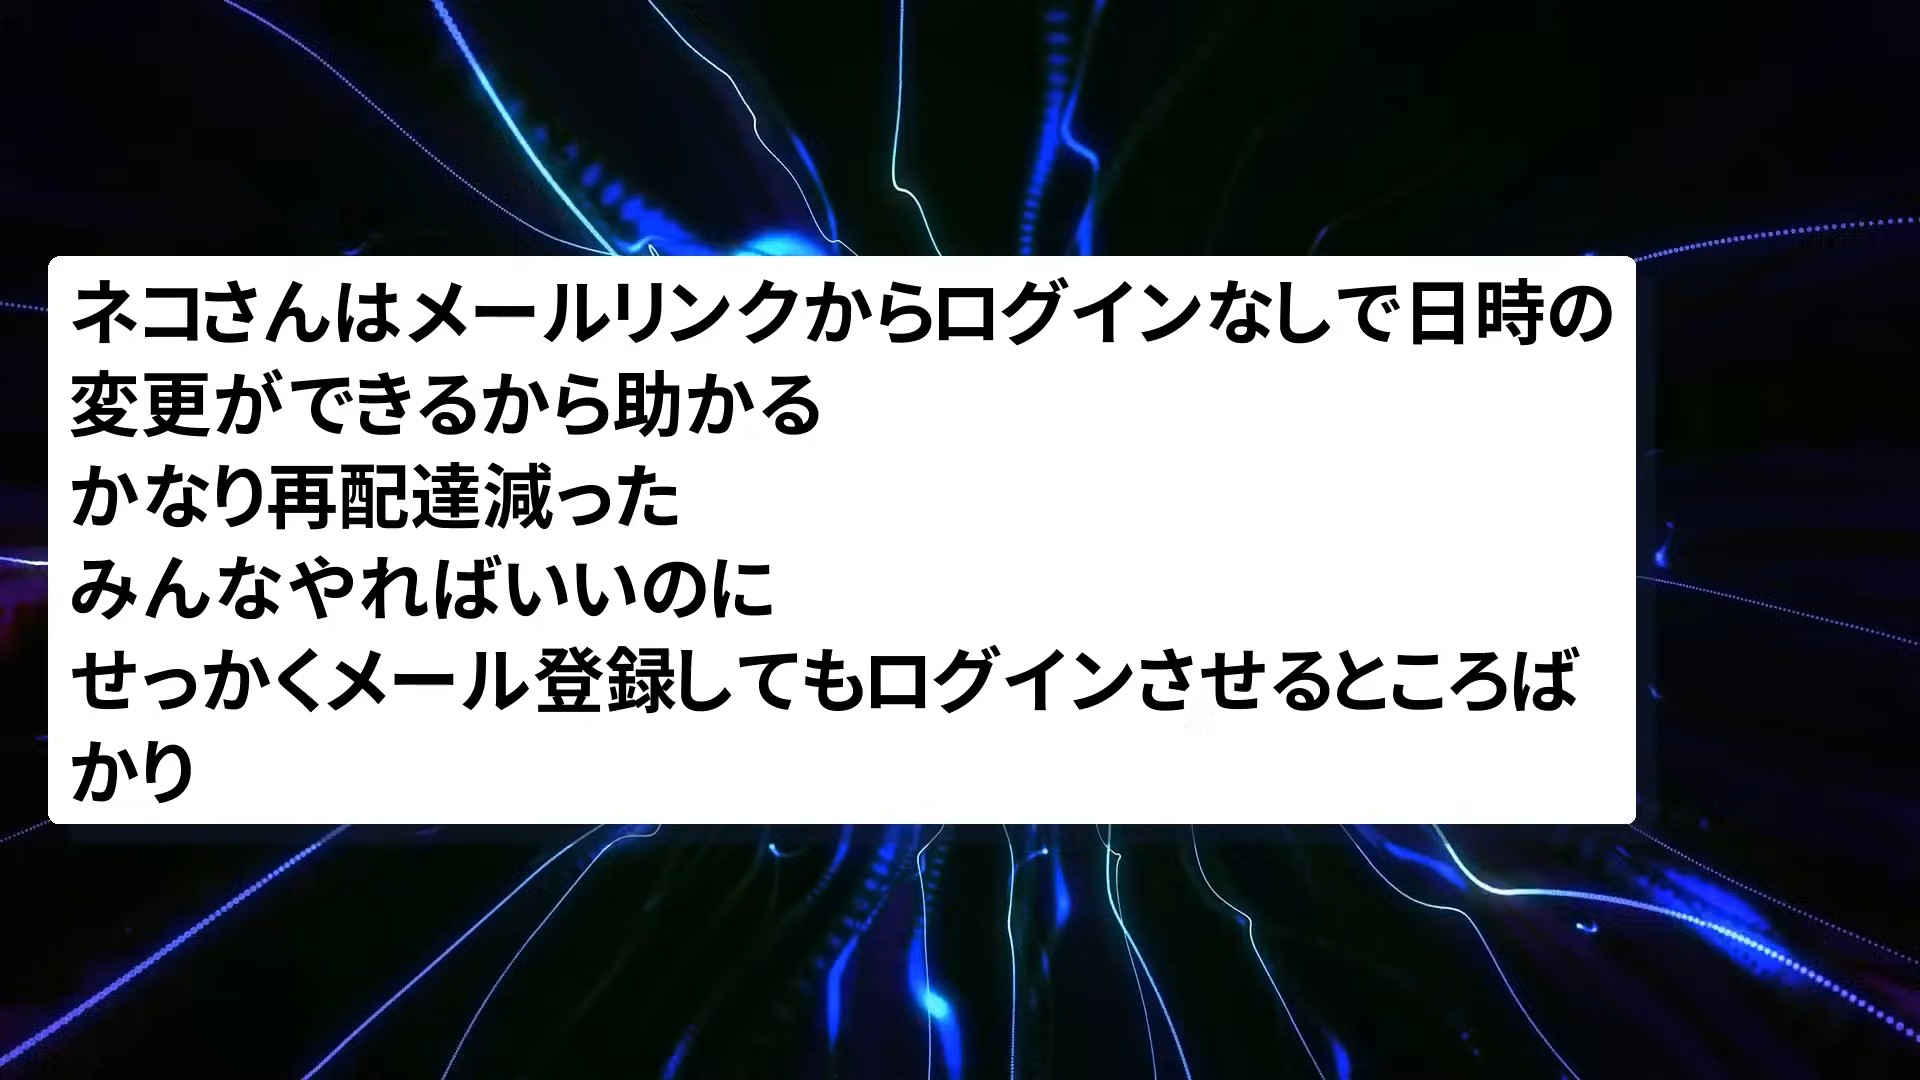 ネコさんはメールリンクからログインなしで日時の
変更ができるから助かる
かなり再配達減った
みんなやればいいのに
せっかくメール登録してもログインさせるところば
かり